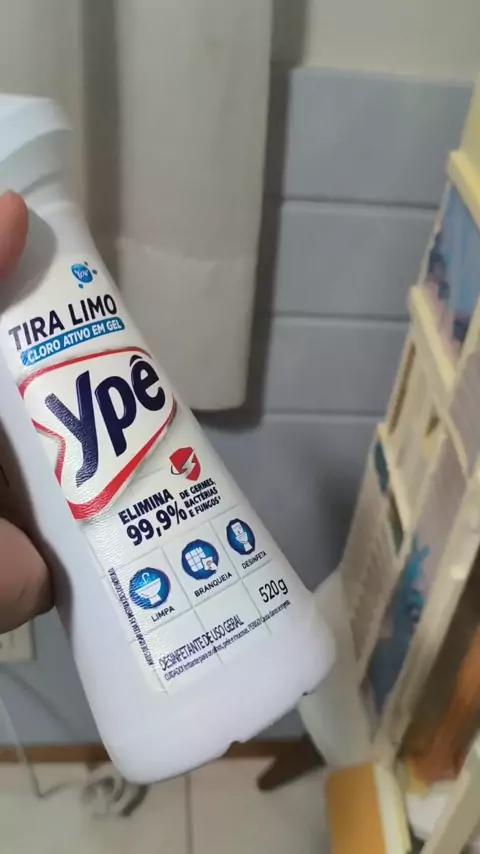 Ypê
TIRA LIMO
CLORO ATIVO EM GEL
Ypê
ELIMINA
99,9%
DE GERMES,
BACTÉRIAS
E FUNGOS
LIMPA
BRANQUEIA
DESINFETA
520g
DESINFETANTE DE USO GERAL